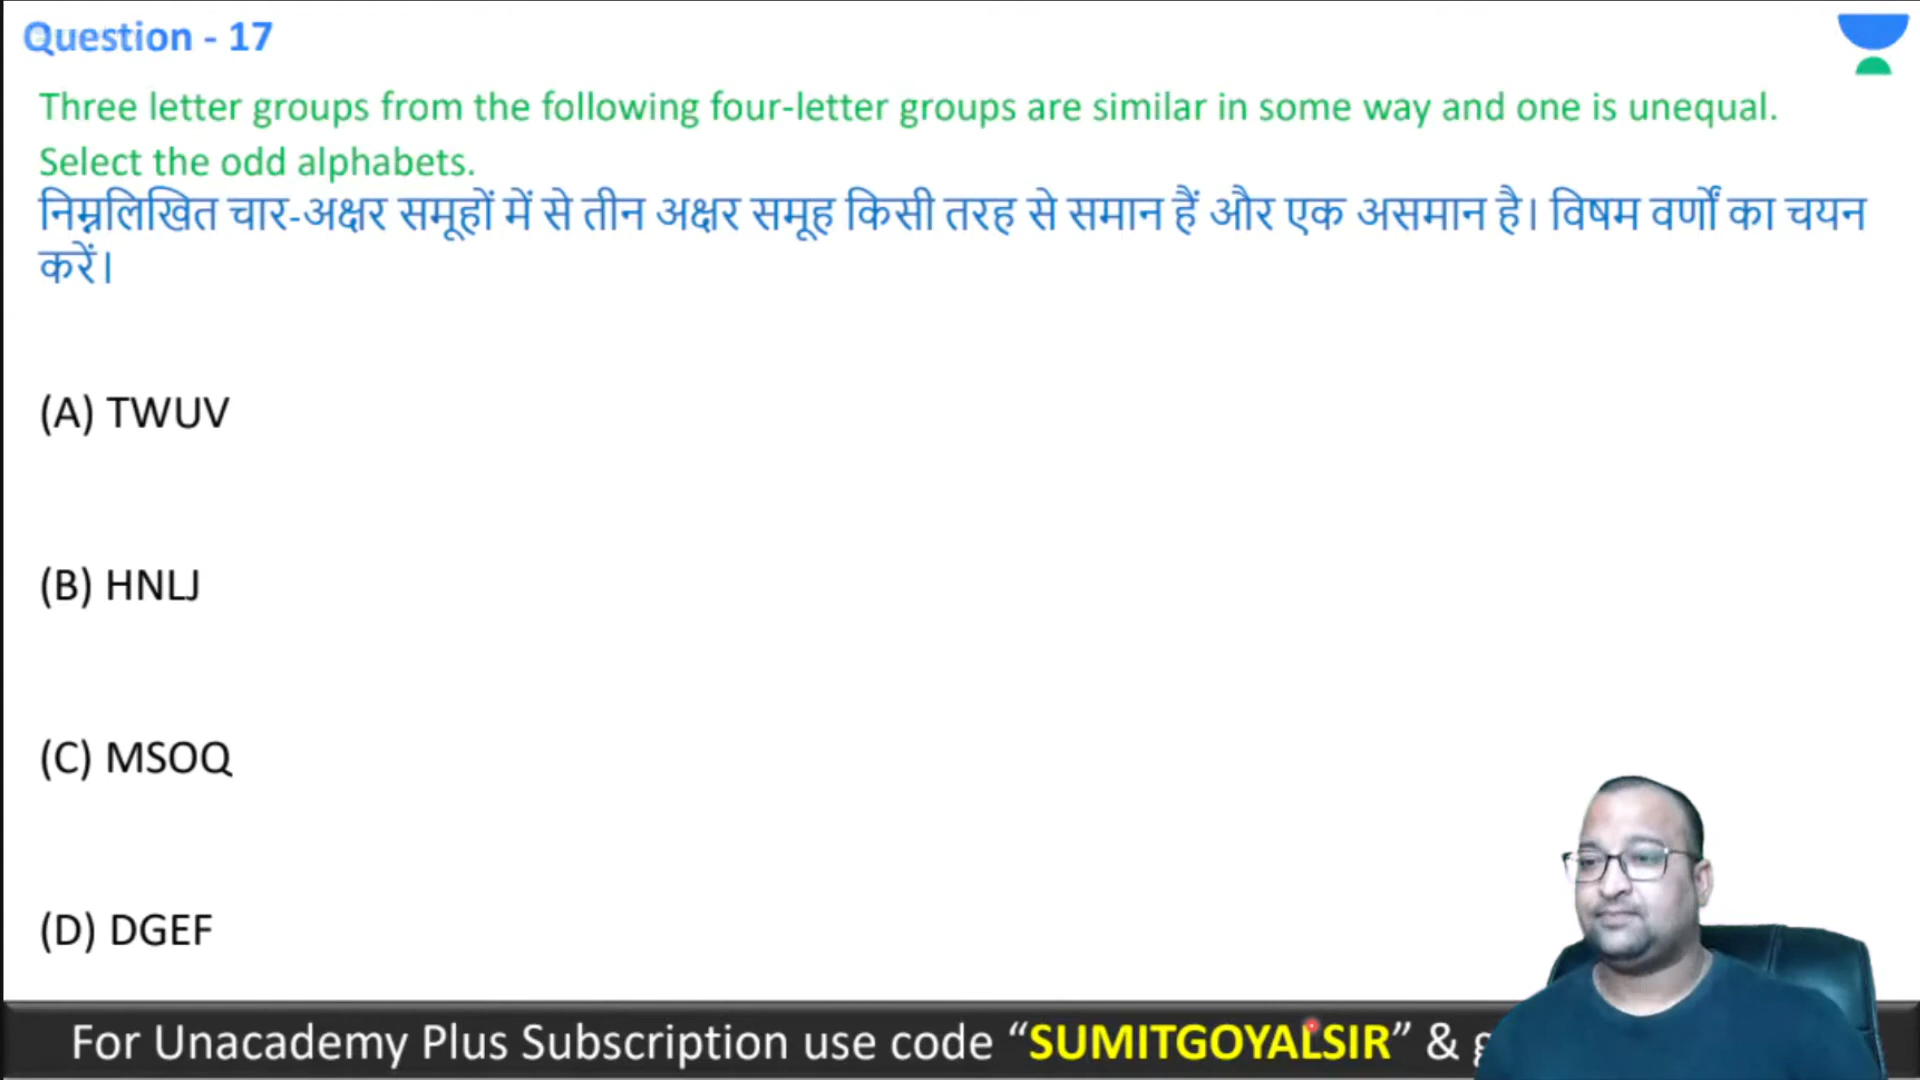 Question - 17
Three letter groups from the following four-letter groups are similar in some way and one is unequal.
Select the odd alphabets.
निम्नलिखित चार-अक्षर समूहों में से तीन अक्षर समूह किसी तरह से समान हैं और एक असमान है। विषम वर्णों का चयन
करें।
(A) TWUV
(B) HNLJ
(C) MSOQ
(D) DGEF
For Unacademy Plus Subscription use code “SUMITGOYALSIR” &